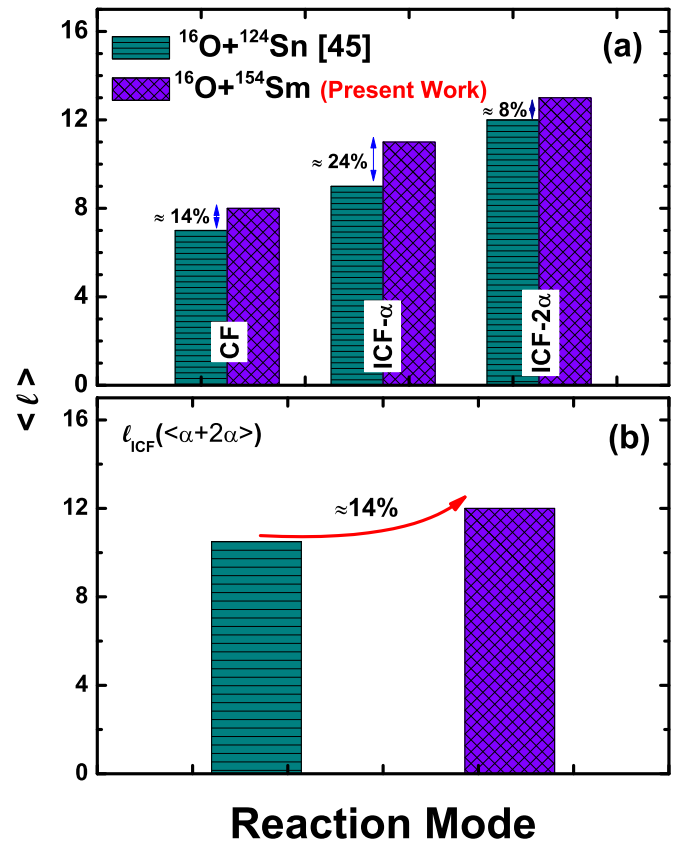 16
12
8
4
0
(a)
¹⁶O+¹²⁴Sn [45]
¹⁶O+¹⁵⁴Sm (Present Work)
≈ 14%
≈ 24%
≈ 8%
CF
ICF-α
ICF-2α
< ℓ >
16
12
8
4
0
(b)
ℓ_ICF(<α+2α>)
≈14%
Reaction Mode